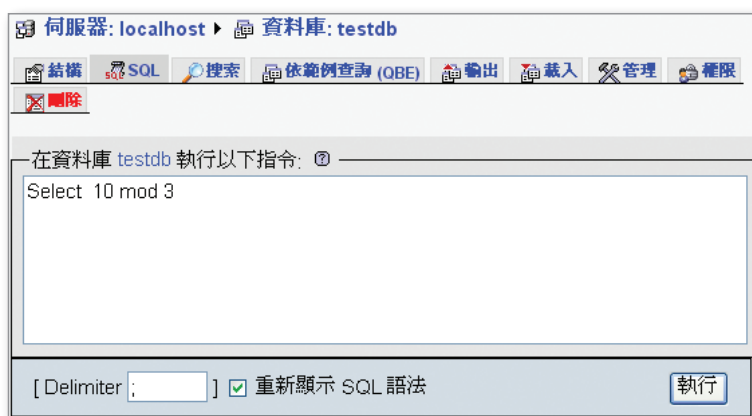 伺服器: localhost ▸ 資料庫: testdb
結構 SQL 搜索 依範例查詢 (QBE) 輸出 載入 管理 權限
刪除
在資料庫 testdb 執行以下指令:
Select 10 mod 3
[ Delimiter ; ] 重新顯示 SQL 語法 執行